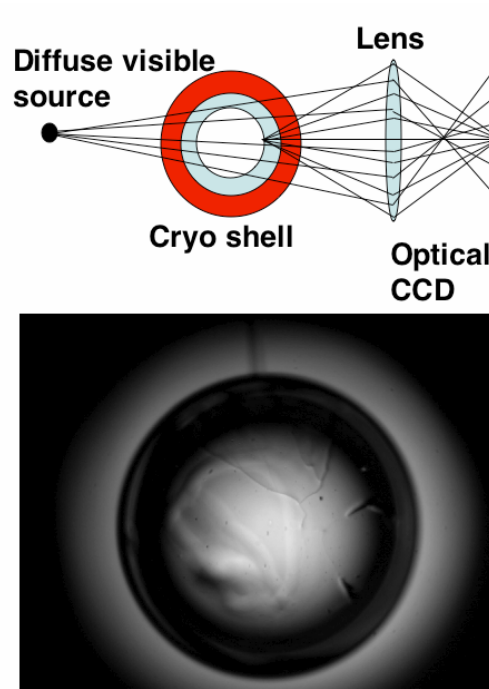 Lens
Diffuse visible
source
Cryo shell
Optical
CCD